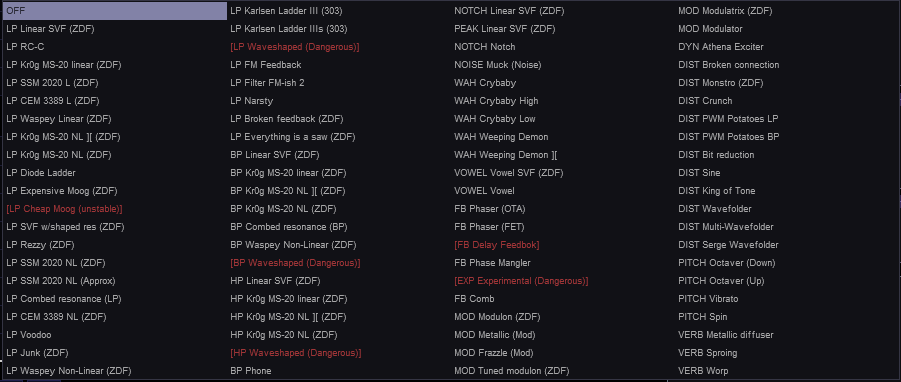 OFF
LP Linear SVF (ZDF)
LP RC-C
LP Kr0g MS-20 linear (ZDF)
LP SSM 2020 L (ZDF)
LP CEM 3389 L (ZDF)
LP Waspey Linear (ZDF)
LP Kr0g MS-20 NL ][ (ZDF)
LP Kr0g MS-20 NL (ZDF)
LP Diode Ladder
LP Expensive Moog (ZDF)
[LP Cheap Moog (unstable)]
LP SVF w/shaped res (ZDF)
LP Rezzy (ZDF)
LP SSM 2020 NL (ZDF)
LP SSM 2020 NL (Approx)
LP Combed resonance (LP)
LP CEM 3389 NL (ZDF)
LP Voodoo
LP Junk (ZDF)
LP Waspey Non-Linear (ZDF)
LP Karlsen Ladder III (303)
LP Karlsen Ladder IIIs (303)
[LP Waveshaped (Dangerous)]
LP FM Feedback
LP Filter FM-ish 2
LP Narsty
LP Broken feedback (ZDF)
LP Everything is a saw (ZDF)
BP Linear SVF (ZDF)
BP Kr0g MS-20 linear (ZDF)
BP Kr0g MS-20 NL ][ (ZDF)
BP Kr0g MS-20 NL (ZDF)
BP Combed resonance (BP)
BP Waspey Non-Linear (ZDF)
[BP Waveshaped (Dangerous)]
HP Linear SVF (ZDF)
HP Kr0g MS-20 linear (ZDF)
HP Kr0g MS-20 NL ][ (ZDF)
HP Kr0g MS-20 NL (ZDF)
[HP Waveshaped (Dangerous)]
BP Phone
NOTCH Linear SVF (ZDF)
PEAK Linear SVF (ZDF)
NOTCH Notch
NOISE Muck (Noise)
WAH Crybaby
WAH Crybaby High
WAH Crybaby Low
WAH Weeping Demon
WAH Weeping Demon ][
VOWEL Vowel SVF (ZDF)
VOWEL Vowel
FB Phaser (OTA)
FB Phaser (FET)
[FB Delay Feedbok]
FB Phase Mangler
[EXP Experimental (Dangerous)]
FB Comb
MOD Modulon (ZDF)
MOD Metallic (Mod)
MOD Frazzle (Mod)
MOD Tuned modulon (ZDF)
MOD Modulatrix (ZDF)
MOD Modulator
DYN Athena Exciter
DIST Broken connection
DIST Monstro (ZDF)
DIST Crunch
DIST PWM Potatoes LP
DIST PWM Potatoes BP
DIST Bit reduction
DIST Sine
DIST King of Tone
DIST Wavefolder
DIST Multi-Wavefolder
DIST Serge Wavefolder
PITCH Octaver (Down)
PITCH Octaver (Up)
PITCH Vibrato
PITCH Spin
VERB Metallic diffuser
VERB Sproing
VERB Worp